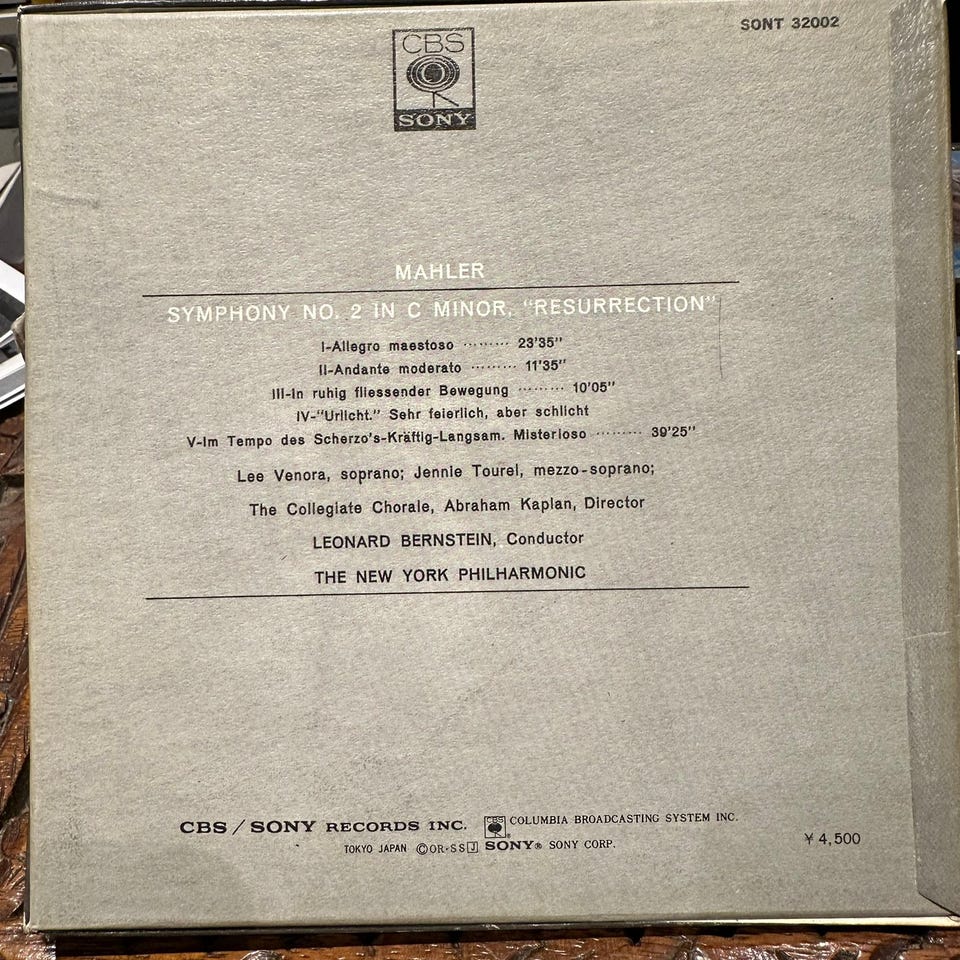 SONT 32002
CBS
SONY
MAHLER
SYMPHONY NO. 2 IN C MINOR, "RESURRECTION"
I-Allegro maestoso ········· 23'35"
II-Andante moderato ········· 11'35"
III-In ruhig fliessender Bewegung ········· 10'05"
IV-"Urlicht." Sehr feierlich, aber schlicht
V-Im Tempo des Scherzo's-Kräftig-Langsam. Misterioso ········· 39'25"
Lee Venora, soprano; Jennie Tourel, mezzo-soprano;
The Collegiate Chorale, Abraham Kaplan, Director
LEONARD BERNSTEIN, Conductor
THE NEW YORK PHILHARMONIC
CBS / SONY RECORDS INC. CBS ® COLUMBIA BROADCASTING SYSTEM INC.
TOKYO JAPAN ©OR·SS J SONY® SONY CORP.
¥ 4,500